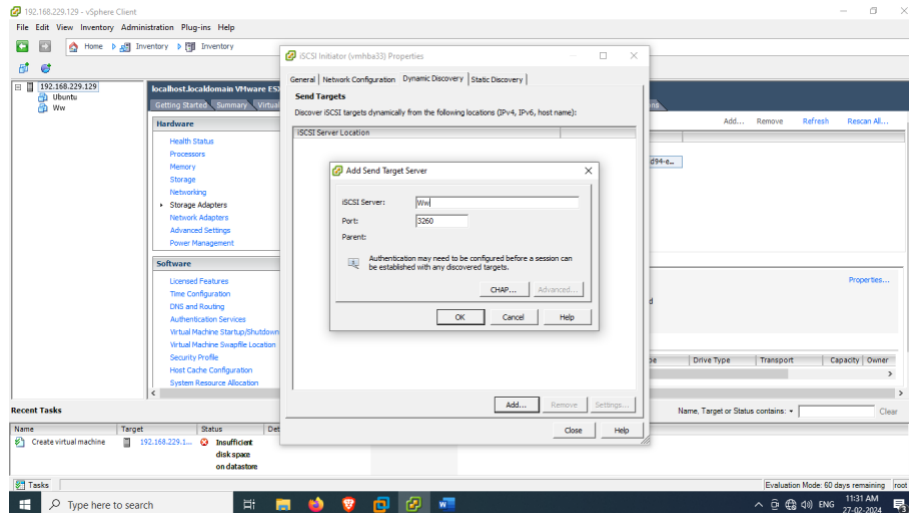 192.168.229.129 - vSphere Client
File Edit View Inventory Administration Plug-ins Help
Home Inventory Inventory
192.168.229.129
Ubuntu
Ww
localhost.localdomain VMware ESX
Getting Started Summary Virtual
Hardware
Health Status
Processors
Memory
Storage
Networking
Storage Adapters
Network Adapters
Advanced Settings
Power Management
Software
Licensed Features
Time Configuration
DNS and Routing
Authentication Services
Virtual Machine Startup/Shutdown
Virtual Machine Swapfile Location
Security Profile
Host Cache Configuration
System Resource Allocation
iSCSI Initiator (vmhba33) Properties
General Network Configuration Dynamic Discovery Static Discovery
Send Targets
Discover iSCSI targets dynamically from the following locations (IPv4, IPv6, host name):
iSCSI Server Location
Add Send Target Server
iSCSI Server: Ww
Port: 3260
Parent:
Authentication may need to be configured before a session can
be established with any discovered targets.
CHAP... Advanced...
OK Cancel Help
Add... Remove Settings...
Close Help
Add... Remove Refresh Rescan All...
d94-e...
Properties...
Drive Type Transport Capacity Owner
Recent Tasks
Name, Target or Status contains: Clear
Name Target Status Det
Create virtual machine 192.168.229.1... Insufficient
disk space
on datastore
Tasks
Evaluation Mode: 60 days remaining root
Type here to search
ENG
11:31 AM
27-02-2024